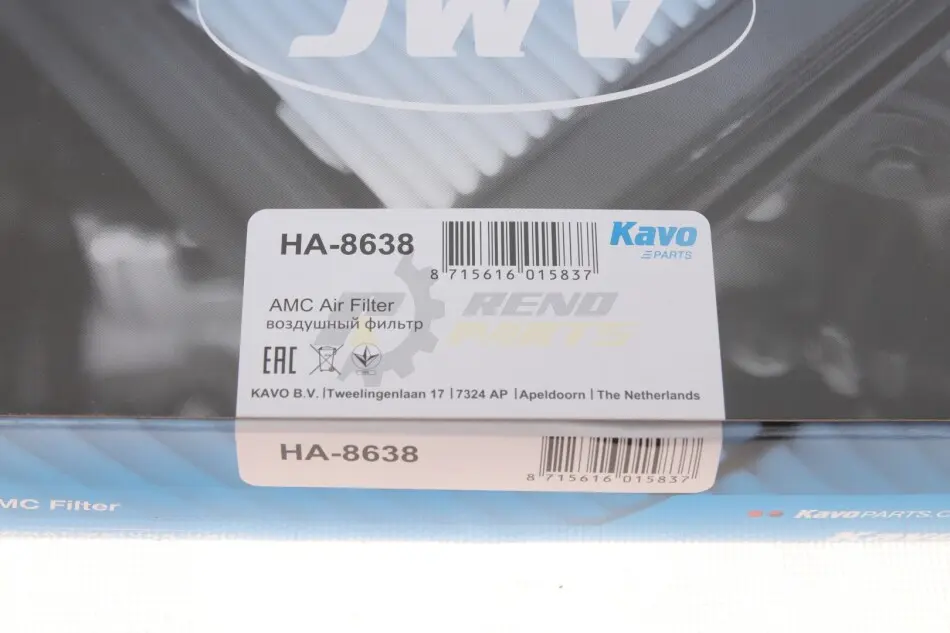 AMC
HA-8638
8 715616 015837
Kavo
PARTS
AMC Air Filter
воздушный фильтр
RENO
PARTS
EAC
KAVO B.V. |Tweelingenlaan 17 |7324 AP |Apeldoorn | The Netherlands
HA-8638
8 715616 015837
MC Filter
KavoPARTS.C